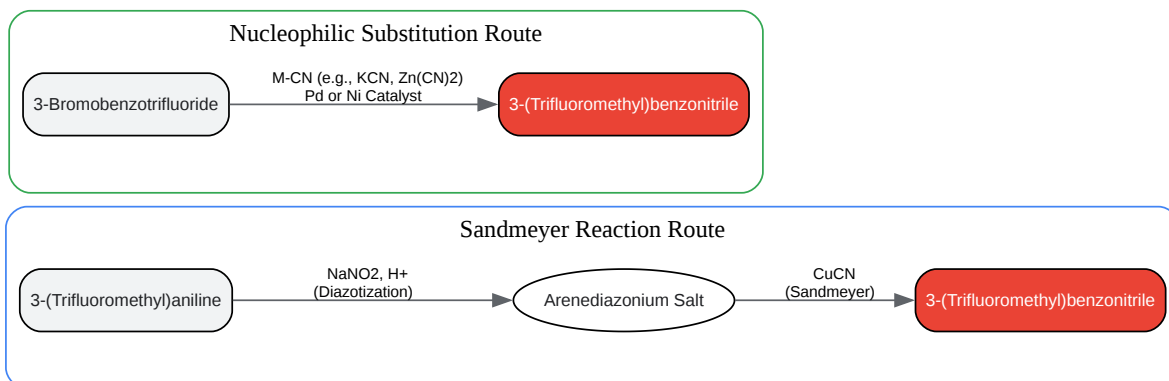 Nucleophilic Substitution Route
3-Bromobenzotrifluoride
M-CN (e.g., KCN, Zn(CN)2)
Pd or Ni Catalyst
3-(Trifluoromethyl)benzonitrile
Sandmeyer Reaction Route
3-(Trifluoromethyl)aniline
NaNO2, H+
(Diazotization)
Arenediazonium Salt
CuCN
(Sandmeyer)
3-(Trifluoromethyl)benzonitrile